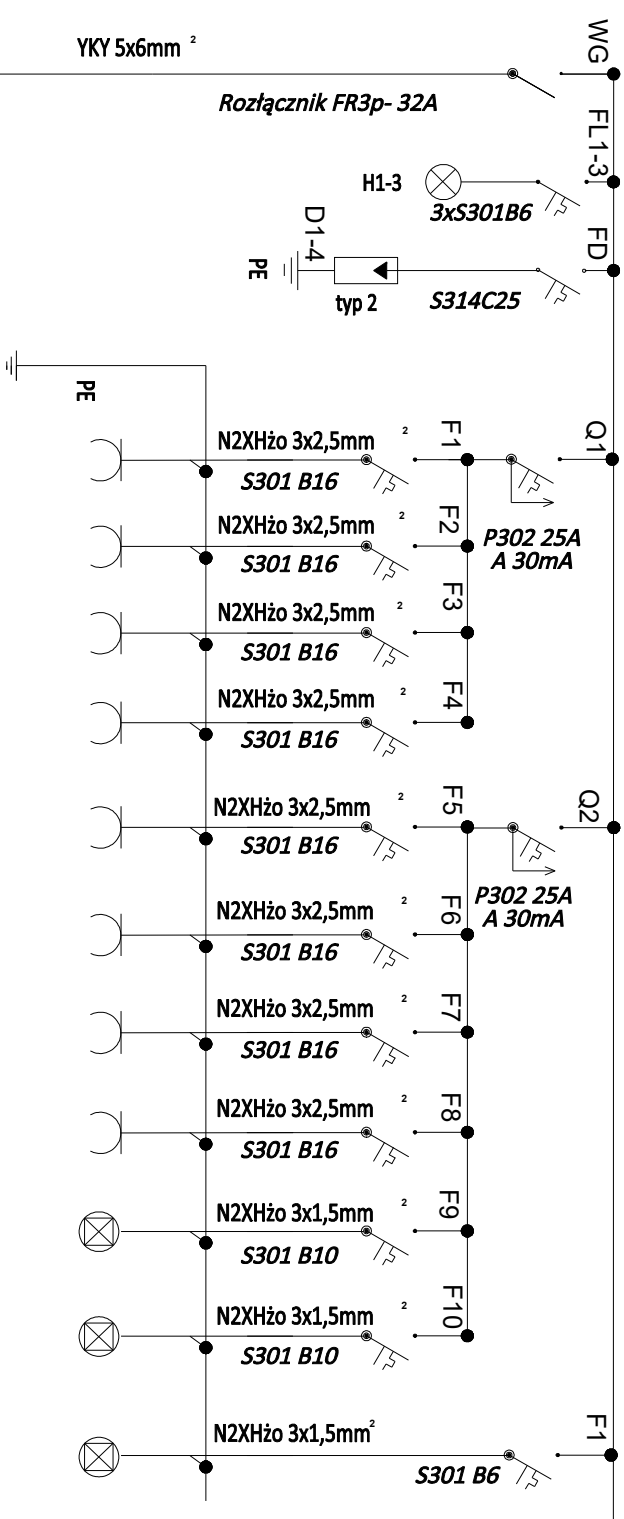 YKY 5x6mm ²
WG
Rozłącznik FR3p- 32A
FL1-3
H1-3
3xS301B6
FD
D1-4
PE
typ 2
S314C25
PE
Q1
F1
N2XHżo 3x2,5mm ²
S301 B16
P302 25A
A 30mA
F2
N2XHżo 3x2,5mm ²
S301 B16
F3
N2XHżo 3x2,5mm ²
S301 B16
F4
N2XHżo 3x2,5mm ²
S301 B16
Q2
F5
N2XHżo 3x2,5mm ²
S301 B16
P302 25A
A 30mA
F6
N2XHżo 3x2,5mm ²
S301 B16
F7
N2XHżo 3x2,5mm ²
S301 B16
F8
N2XHżo 3x2,5mm ²
S301 B16
F9
N2XHżo 3x1,5mm ²
S301 B10
F10
N2XHżo 3x1,5mm ²
S301 B10
F1
N2XHżo 3x1,5mm²
S301 B6